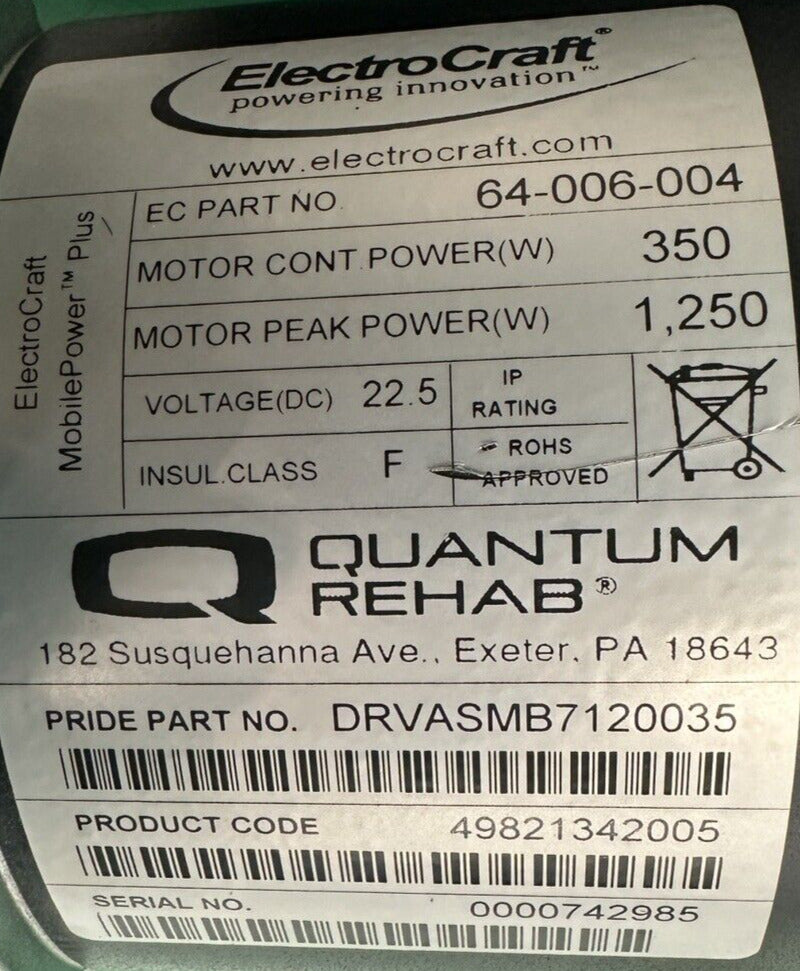 ElectroCraft®
powering innovation™
www.electrocraft.com
ElectroCraft
MobilePower™ Plus
EC PART NO. 64-006-004
MOTOR CONT.POWER(W) 350
MOTOR PEAK POWER(W) 1,250
VOLTAGE(DC) 22.5
IP
RATING
INSUL.CLASS F
ROHS
APPROVED
QUANTUM
REHAB®
182 Susquehanna Ave., Exeter, PA 18643
PRIDE PART NO. DRVASMB7120035
PRODUCT CODE 49821342005
SERIAL NO. 0000742985